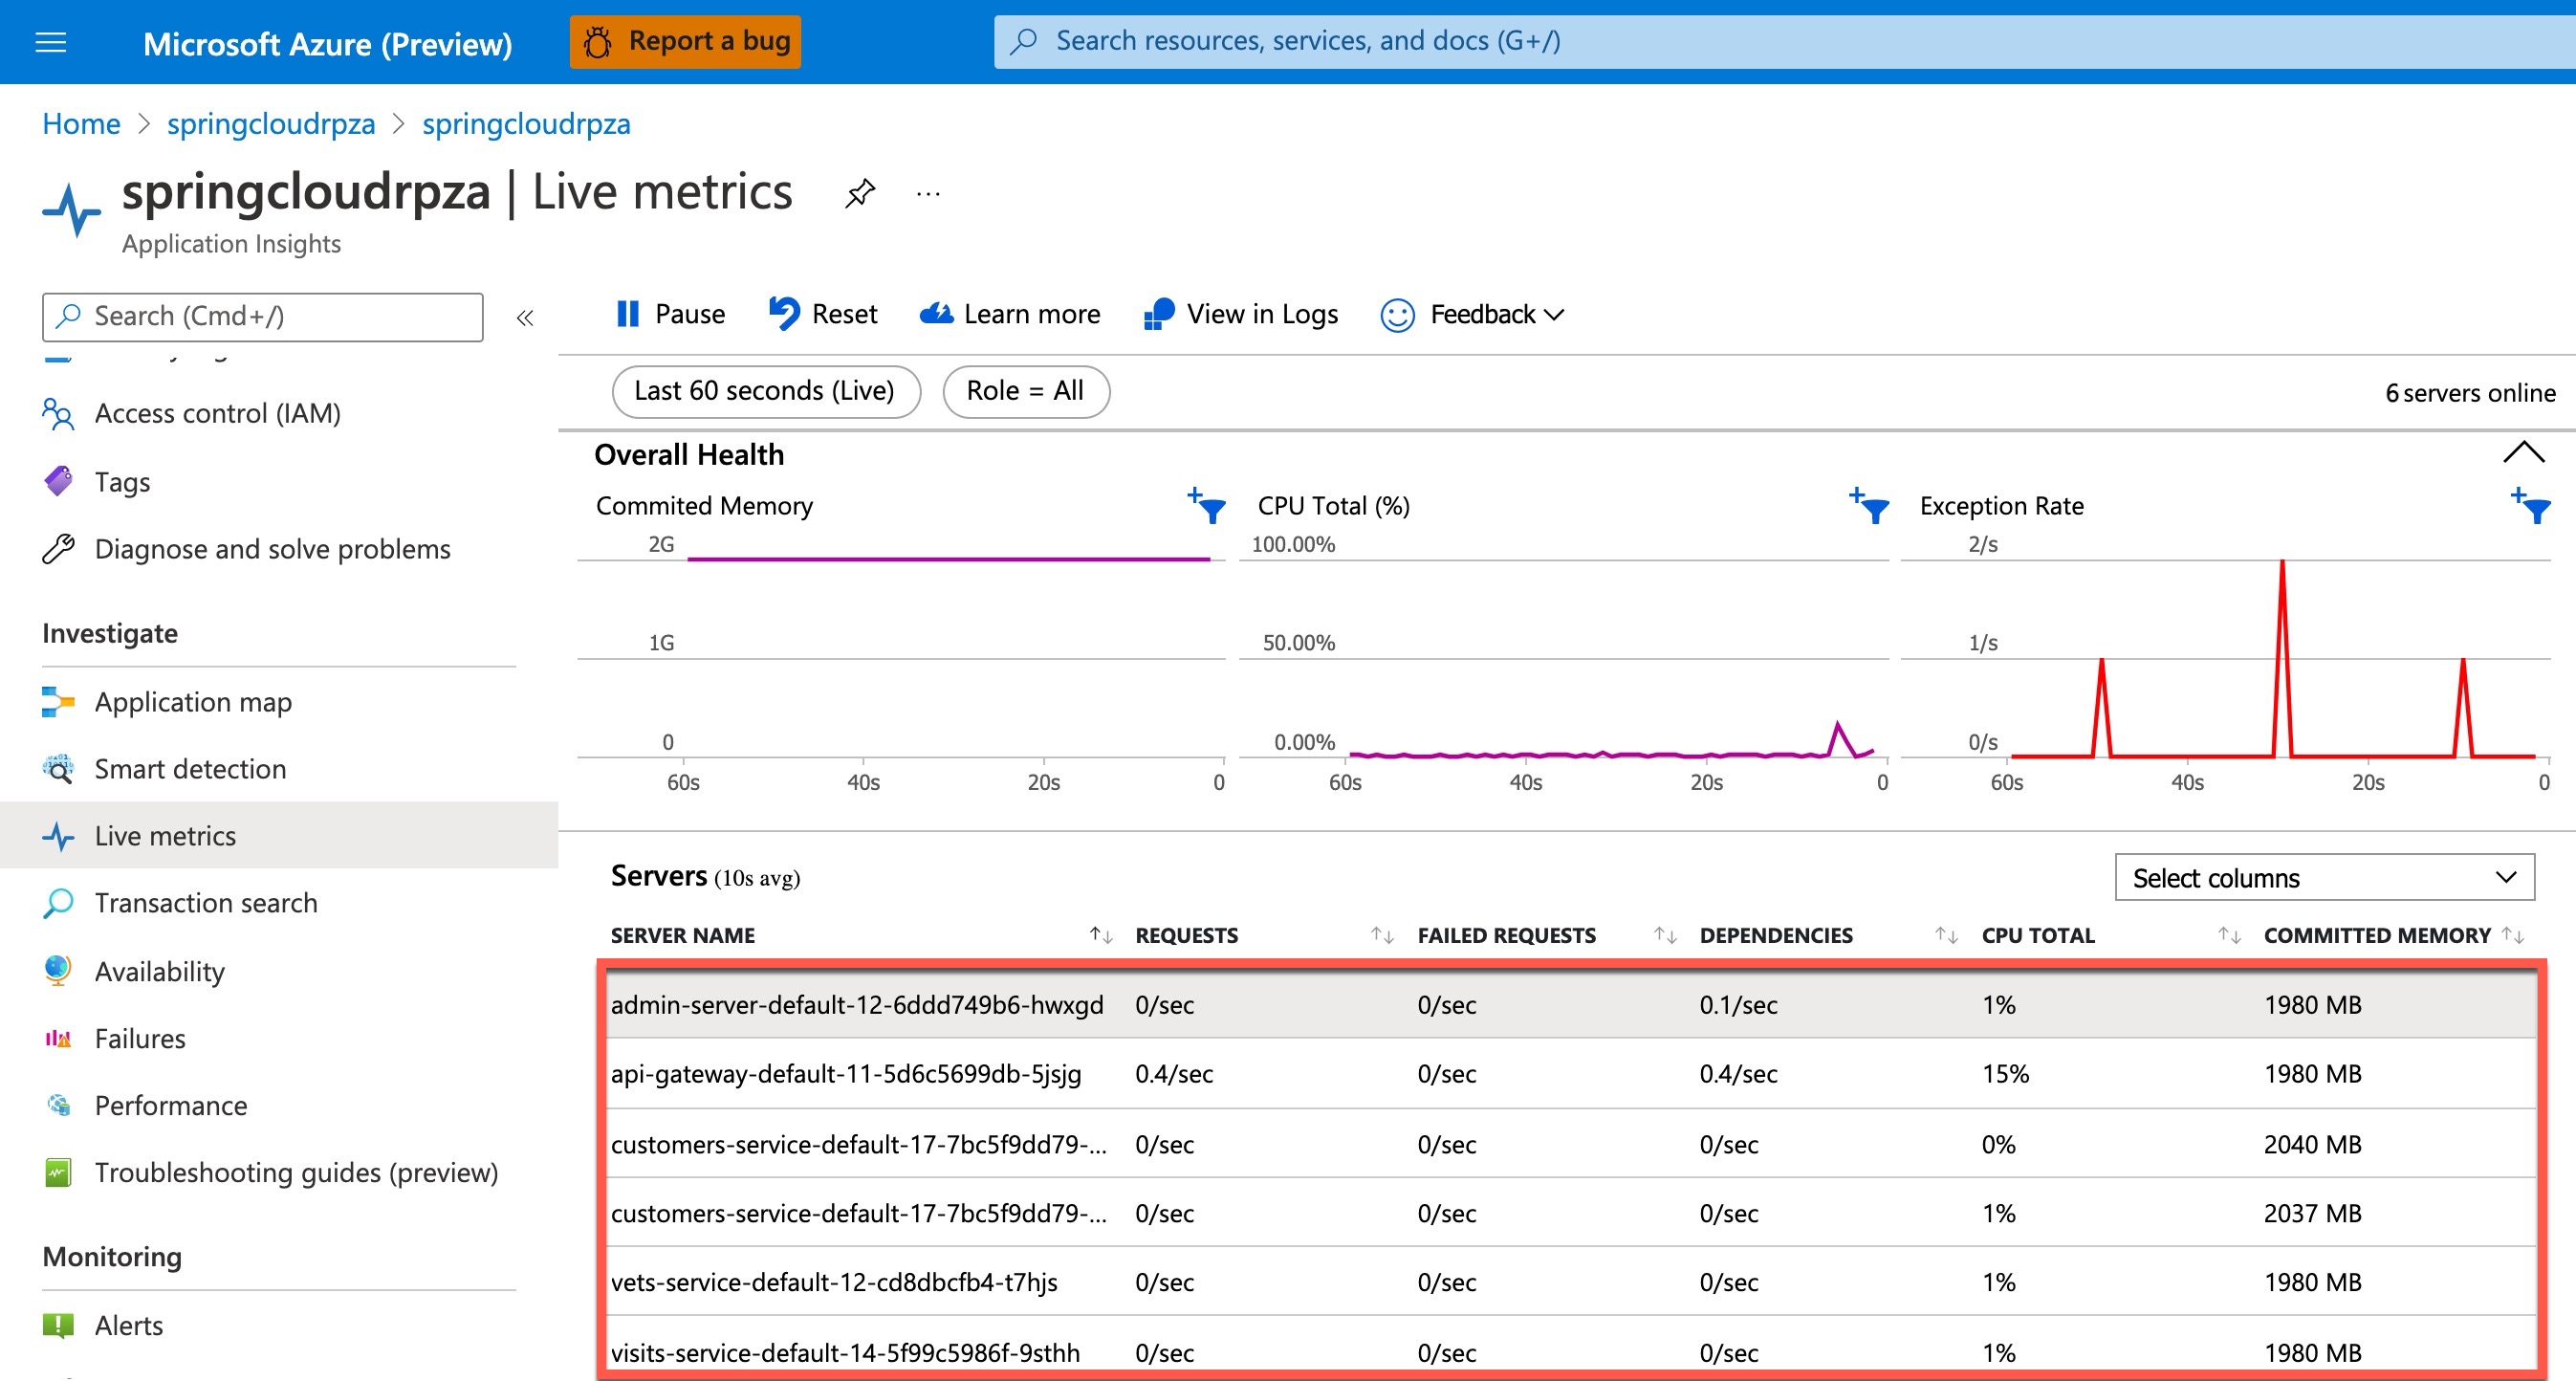 Microsoft Azure (Preview)
Report a bug
Search resources, services, and docs (G+/)
Home > springcloudrpza > springcloudrpza
springcloudrpza | Live metrics
...
Application Insights
Search (Cmd+/)
«
Pause
Reset
Learn more
View in Logs
Feedback
Last 60 seconds (Live)
Role = All
6 servers online
Access control (IAM)
Tags
Diagnose and solve problems
Investigate
Application map
Smart detection
Live metrics
Transaction search
Availability
Failures
Performance
Troubleshooting guides (preview)
Monitoring
Alerts
Overall Health
Commited Memory
2G
1G
0
60s 40s 20s 0
CPU Total (%)
100.00%
50.00%
0.00%
60s 40s 20s 0
Exception Rate
2/s
1/s
0/s
60s 40s 20s 0
Servers (10s avg)
Select columns
SERVER NAME REQUESTS FAILED REQUESTS DEPENDENCIES CPU TOTAL COMMITTED MEMORY
admin-server-default-12-6ddd749b6-hwxgd 0/sec 0/sec 0.1/sec 1% 1980 MB
api-gateway-default-11-5d6c5699db-5jsjg 0.4/sec 0/sec 0.4/sec 15% 1980 MB
customers-service-default-17-7bc5f9dd79-... 0/sec 0/sec 0/sec 0% 2040 MB
customers-service-default-17-7bc5f9dd79-... 0/sec 0/sec 0/sec 1% 2037 MB
vets-service-default-12-cd8dbcfb4-t7hjs 0/sec 0/sec 0/sec 1% 1980 MB
visits-service-default-14-5f99c5986f-9sthh 0/sec 0/sec 0/sec 1% 1980 MB